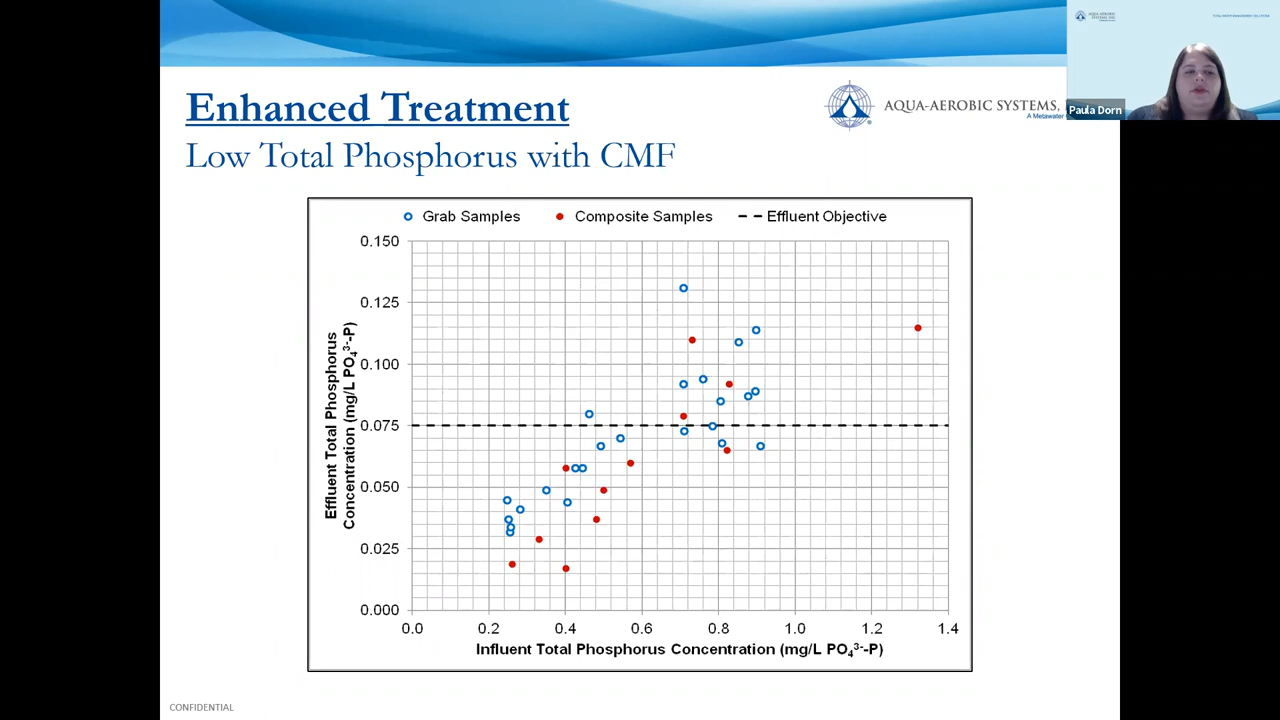 Enhanced Treatment
Low Total Phosphorus with CMF
AQUA-AEROBIC SYSTEMS,
A Metawater
Paula Dorn
Grab Samples
Composite Samples
Effluent Objective
0.150
0.125
0.100
0.075
0.050
0.025
0.000
Effluent Total Phosphorus
Concentration (mg/L PO₄³⁻-P)
0.0 0.2 0.4 0.6 0.8 1.0 1.2 1.4
Influent Total Phosphorus Concentration (mg/L PO₄³⁻-P)
CONFIDENTIAL